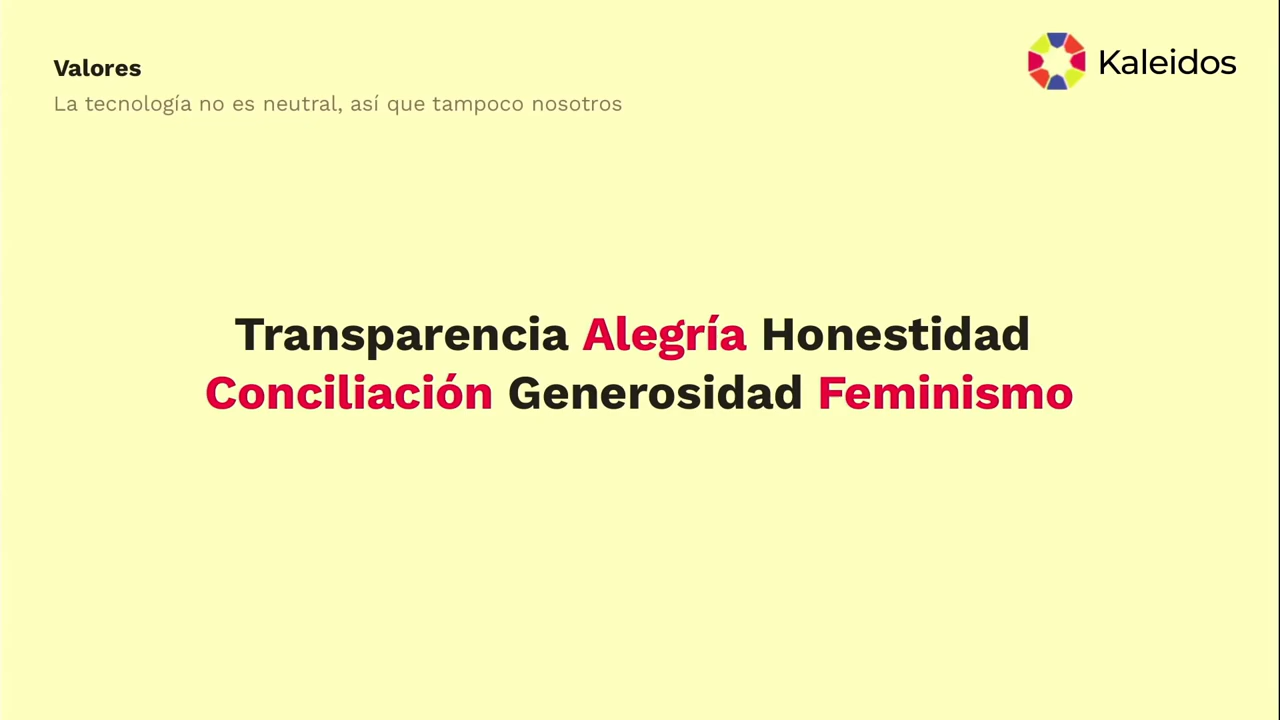 Valores
La tecnología no es neutral, así que tampoco nosotros
Kaleidos
Transparencia Alegría Honestidad
Conciliación Generosidad Feminismo